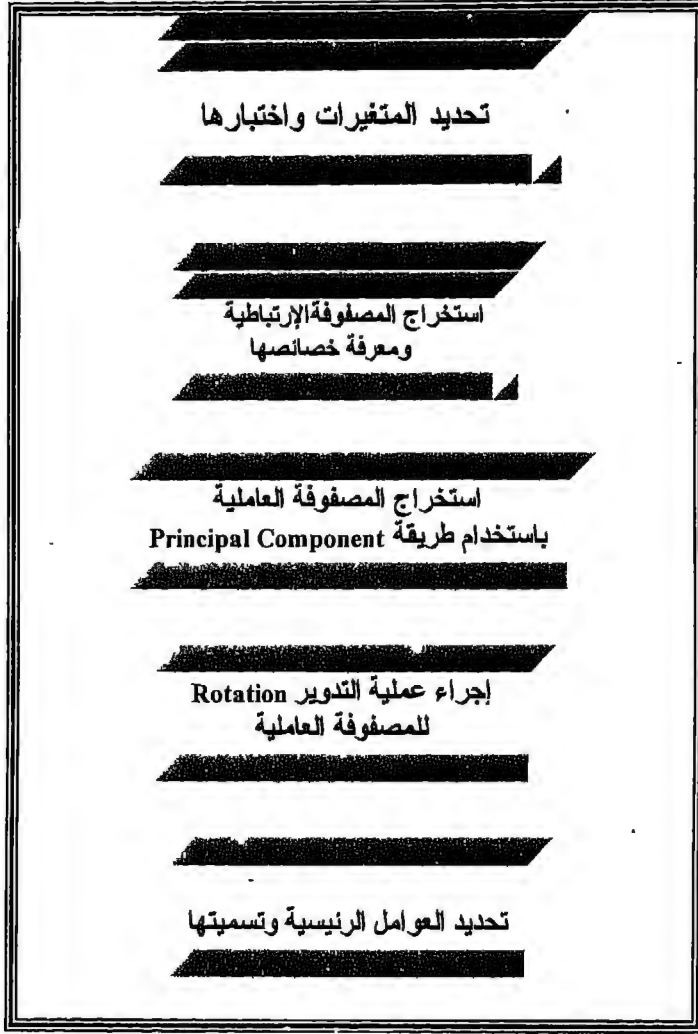 تحديد المتغيرات واختبارها
استخراج المصفوفةالإرتباطية
ومعرفة خصائصها
استخراج المصفوفة العاملية
باستخدام طريقة Principal Component
إجراء عملية التدوير Rotation
للمصفوفة العاملية
تحديد العوامل الرئيسية وتسميتها